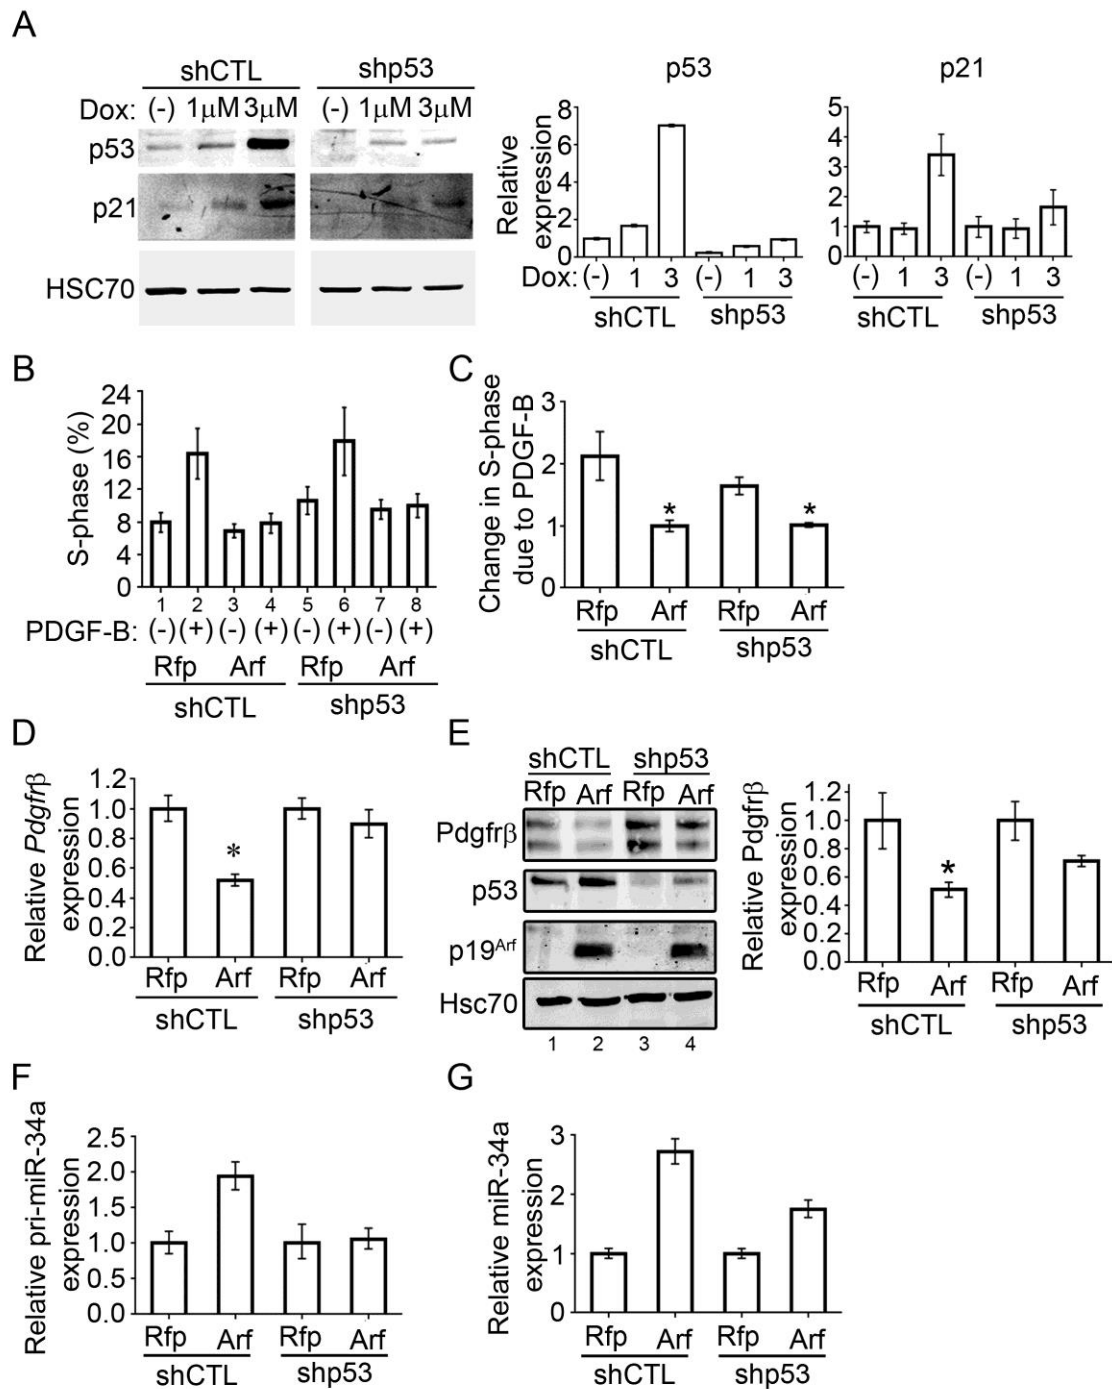 A
shCTL shp53
Dox: (-) 1μM 3μM (-) 1μM 3μM
p53
p21
HSC70
p53
Relative expression
8
6
4
2
0
Dox: (-) 1 3 (-) 1 3
shCTL shp53
p21
5
4
3
2
1
0
(-) 1 3 (-) 1 3
shCTL shp53
B
S-phase (%)
24
20
16
12
8
4
0
1 2 3 4 5 6 7 8
PDGF-B: (-) (+) (-) (+) (-) (+) (-) (+)
Rfp Arf Rfp Arf
shCTL shp53
C
Change in S-phase
due to PDGF-B
3
2
1
0
* *
Rfp Arf Rfp Arf
shCTL shp53
D
Relative Pdgfrβ
expression
1.2
1.0
0.8
0.6
0.4
0.2
0.0
*
Rfp Arf Rfp Arf
shCTL shp53
E
shCTL shp53
Rfp Arf Rfp Arf
Pdgfrβ
p53
p19Arf
Hsc70
1 2 3 4
Relative Pdgfrβ
expression
1.2
1.0
0.8
0.6
0.4
0.2
0.0
*
Rfp Arf Rfp Arf
shCTL shp53
F
Relative pri-miR-34a
expression
2.5
2.0
1.5
1.0
0.5
0.0
Rfp Arf Rfp Arf
shCTL shp53
G
Relative miR-34a
expression
3
2
1
0
Rfp Arf Rfp Arf
shCTL shp53